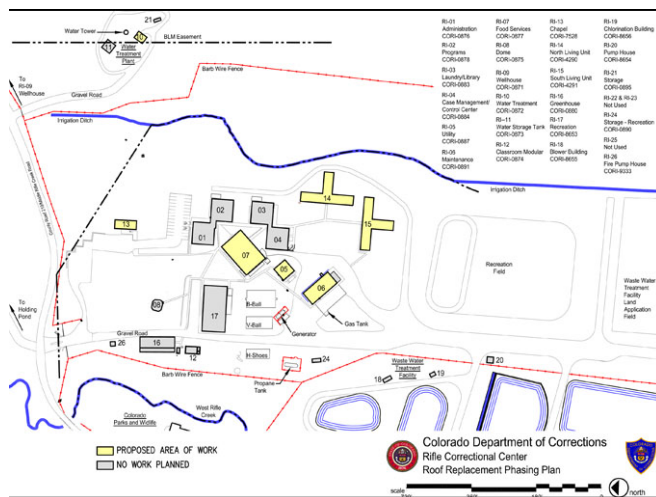 21
Water Tower
10
11
BLM Easement
Water
Treatment
Plant
To
RI-09
Wellhouse
Gravel Road
Barb Wire Fence
Irrigation Ditch
RI-01
Administration
CORI-0876
RI-02
Programs
CORI-0878
RI-03
Laundry/Library
CORI-0883
RI-04
Case Management/
Control Center
CORI-0884
RI-05
Utility
CORI-0887
RI-06
Maintenance
CORI-0891
RI-07
Food Services
CORI-0877
RI-08
Dome
CORI-0875
RI-09
Wellhouse
CORI-0871
RI-10
Water Treatment
CORI-0872
RI-11
Water Storage Tank
CORI-0873
RI-12
Classroom Modular
CORI-0874
RI-13
Chapel
CORI-7528
RI-14
North Living Unit
CORI-4290
RI-15
South Living Unit
CORI-4291
RI-16
Greenhouse
CORI-0880
RI-17
Recreation
CORI-8653
RI-18
Blower Building
CORI-8655
RI-19
Chlorination Building
CORI-8656
RI-20
Pump House
CORI-8654
RI-21
Storage
CORI-0895
RI-22 & RI-23
Not Used
RI-24
Storage - Recreation
CORI-0890
RI-25
Not Used
RI-26
Fire Pump House
CORI-9333
Irrigation Ditch
14
02
03
15
13
01
04
07
05
06
08
17
B-Ball
V-Ball
H-Shoes
Generator
Gas Tank
Recreation
Field
Waste Water
Treatment
Facility
Land
Application
Field
To
Holding
Pond
Gravel Road
26
16
12
24
Propane
Tank
Barb Wire Fence
Waste Water
Treatment
Facility
18
19
20
West Rifle
Creek
Colorado
Parks and Widlife
PROPOSED AREA OF WORK
NO WORK PLANNED
Colorado Department of Corrections
Rifle Correctional Center
Roof Replacement Phasing Plan
scale
north